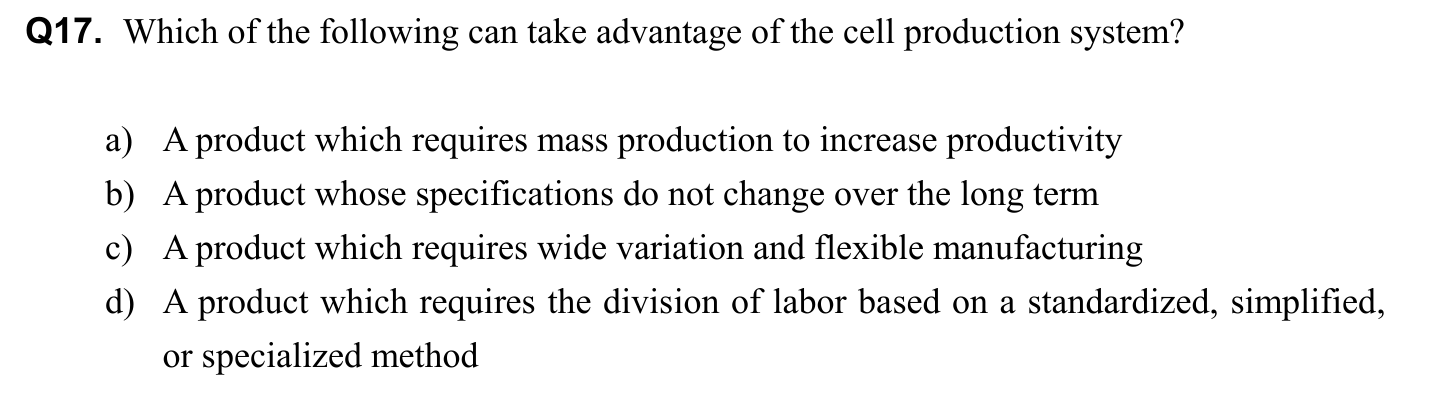 Q17. Which of the following can take advantage of the cell production system?
a) A product which requires mass production to increase productivity
b) A product whose specifications do not change over the long term
c) A product which requires wide variation and flexible manufacturing
d) A product which requires the division of labor based on a standardized, simplified,
or specialized method